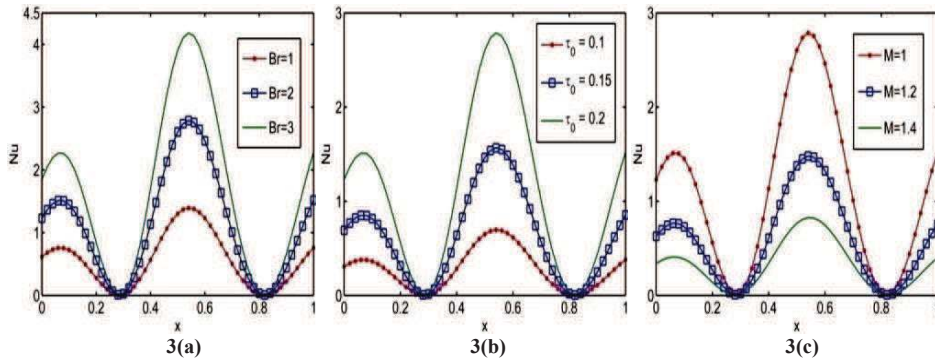 4.5
4
3
2
1
0
Nu
0 0.2 0.4 0.6 0.8 1
x
Br=1
Br=2
Br=3
3(a)
3
2
1
0
Nu
0 0.2 0.4 0.6 0.8 1
x
τ0 = 0.1
τ0 = 0.15
τ0 = 0.2
3(b)
3
2
1
0
Nu
0 0.2 0.4 0.6 0.8 1
x
M=1
M=1.2
M=1.4
3(c)